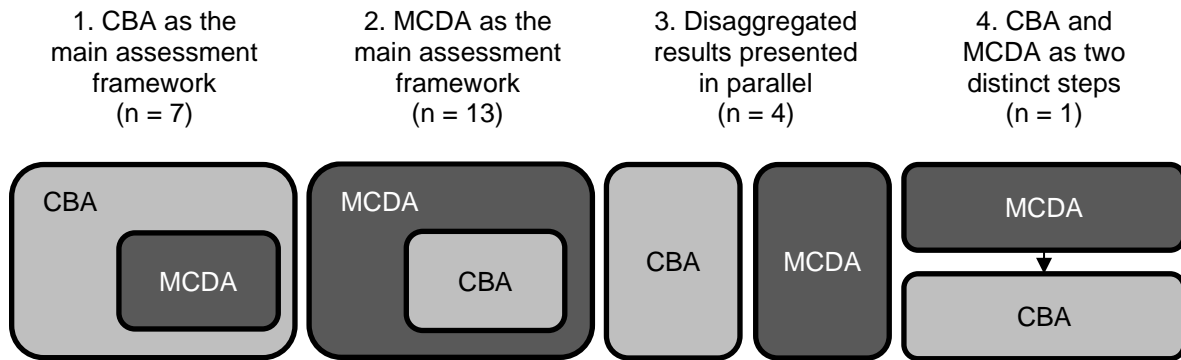 1. CBA as the
main assessment
framework
(n = 7)
2. MCDA as the
main assessment
framework
(n = 13)
3. Disaggregated
results presented
in parallel
(n = 4)
4. CBA and
MCDA as two
distinct steps
(n = 1)
CBA
MCDA
MCDA
CBA
CBA
MCDA
MCDA
CBA